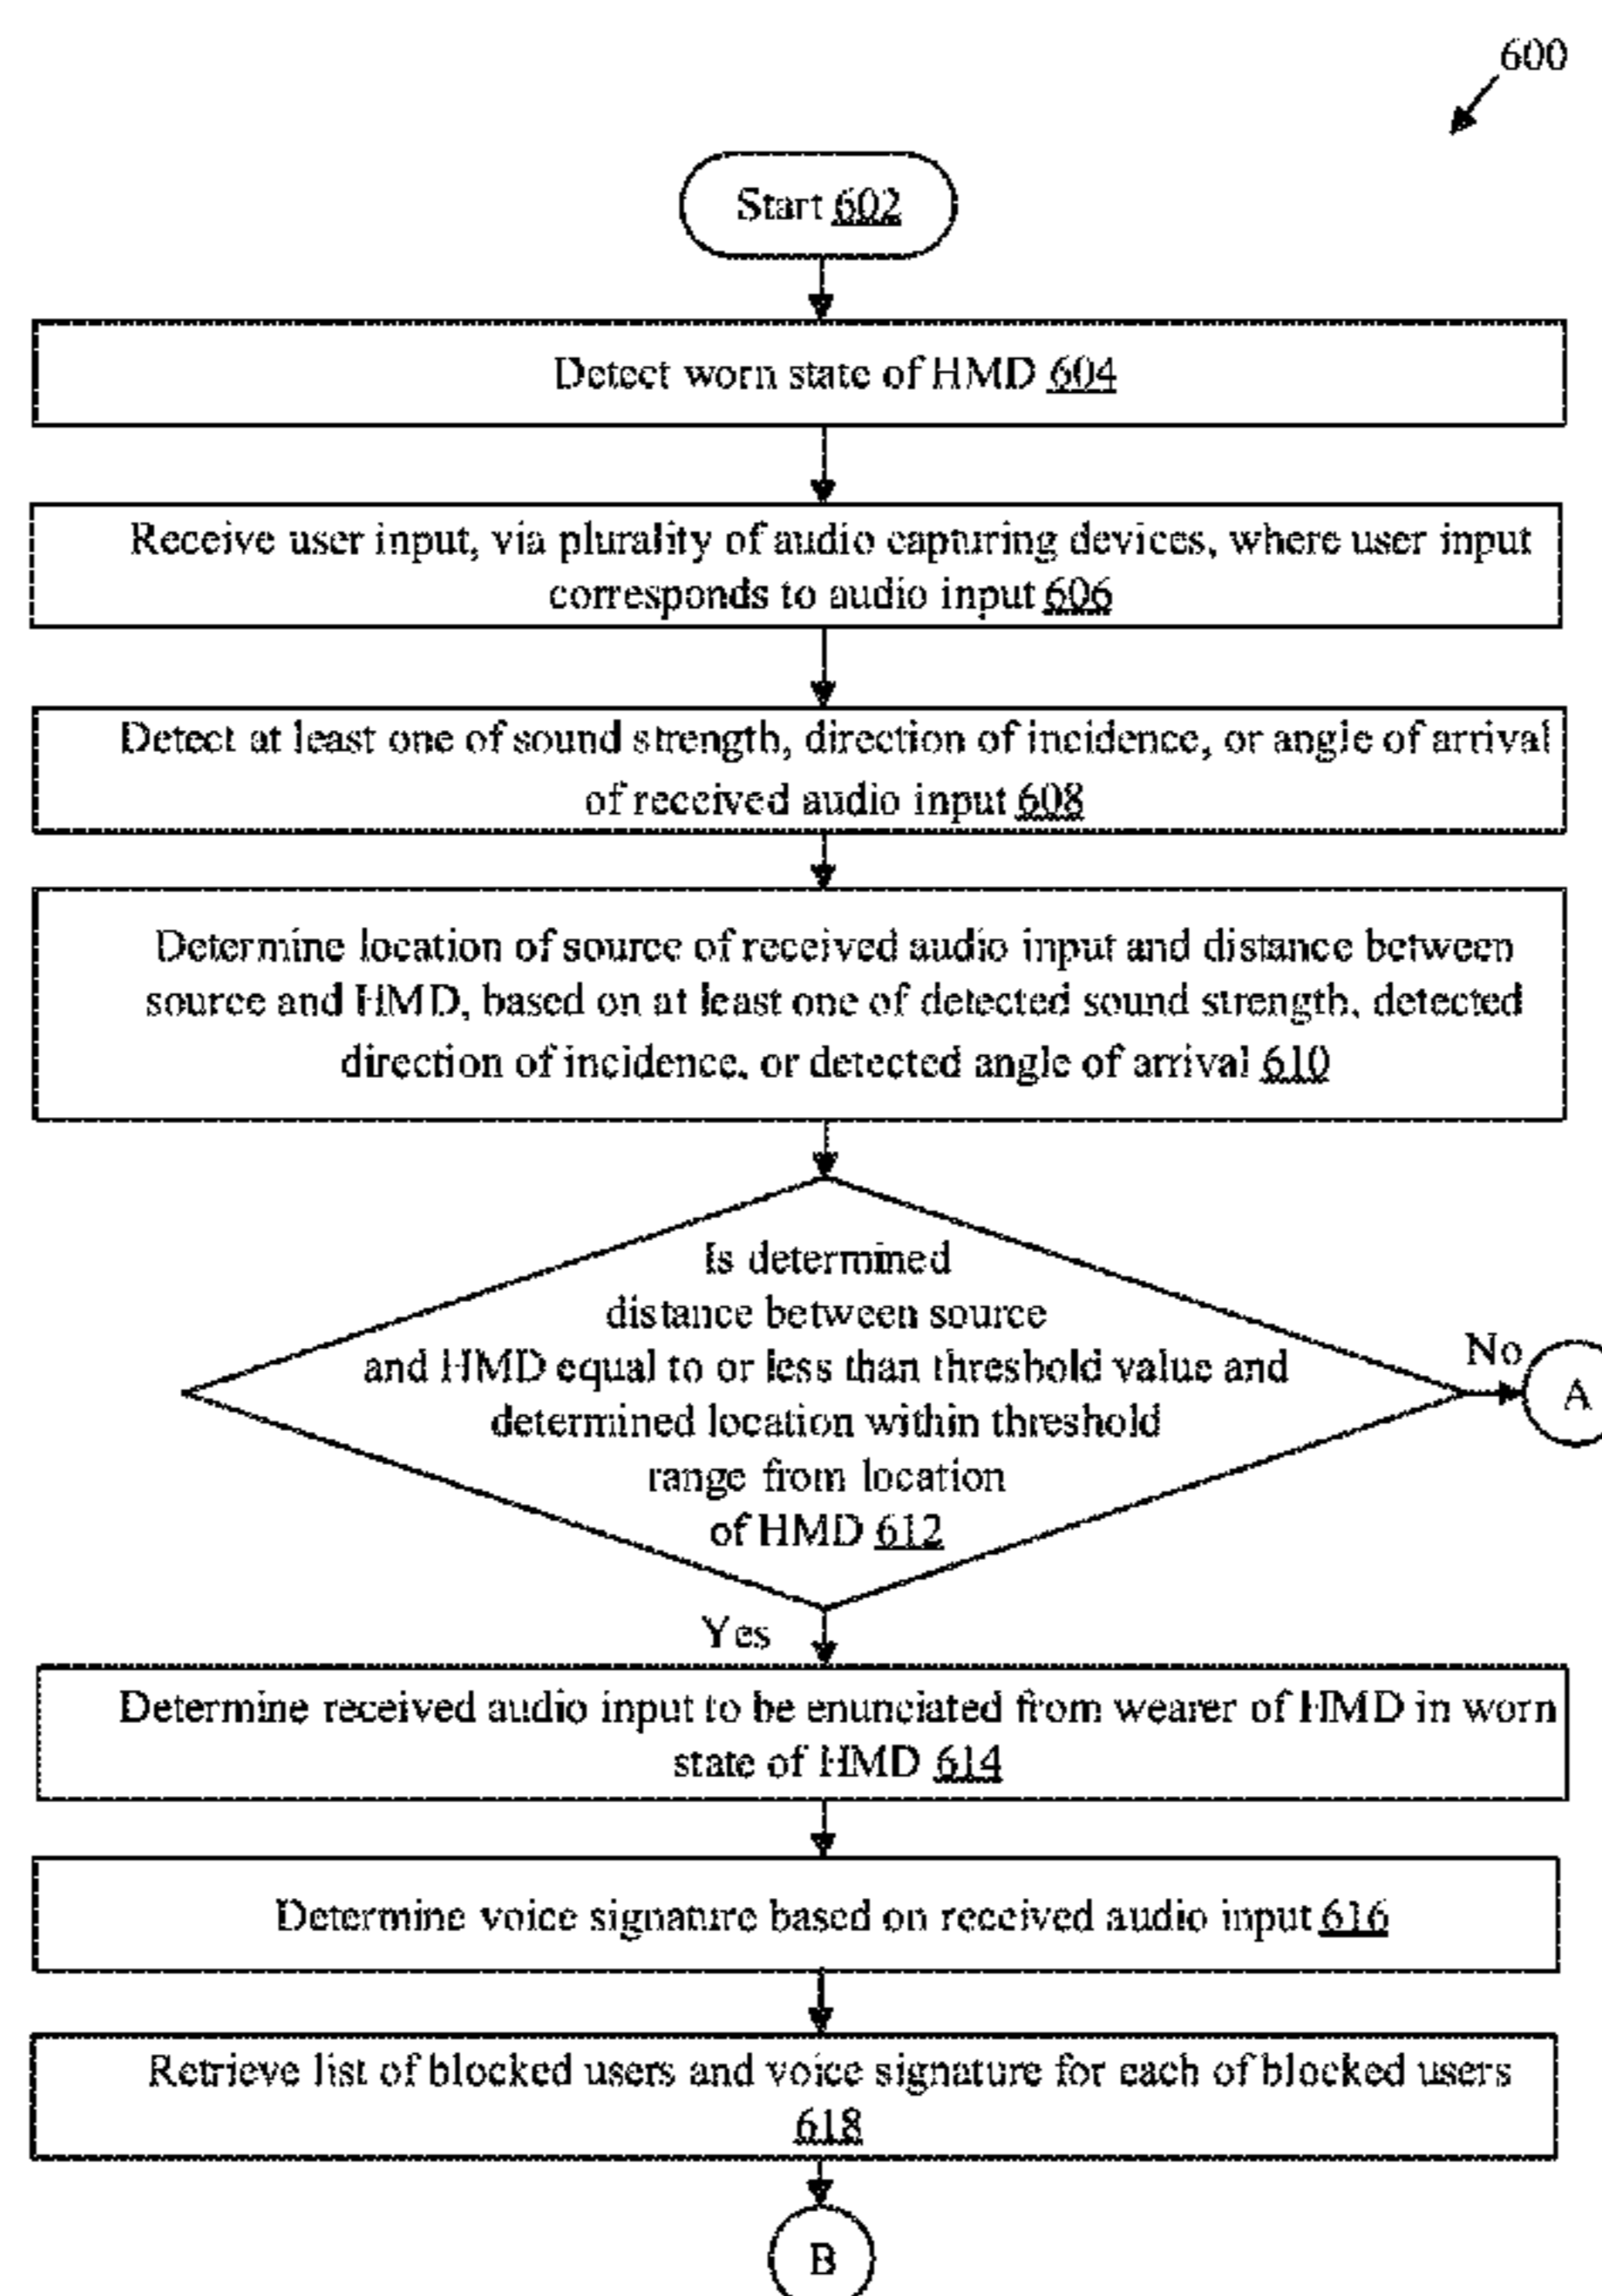 600
Start 602
Detect worn state of HMD 604
Receive user input, via plurality of audio capturing devices, where user input
corresponds to audio input 606
Detect at least one of sound strength, direction of incidence, or angle of arrival
of received audio input 608
Determine location of source of received audio input and distance between
source and HMD, based on at least one of detected sound strength, detected
direction of incidence, or detected angle of arrival 610
Is determined
distance between source
and HMD equal to or less than threshold value and
determined location within threshold
range from location
of HMD 612
No
A
Yes
Determine received audio input to be enunciated from wearer of HMD in worn
state of HMD 614
Determine voice signature based on received audio input 616
Retrieve list of blocked users and voice signature for each of blocked users
618
B